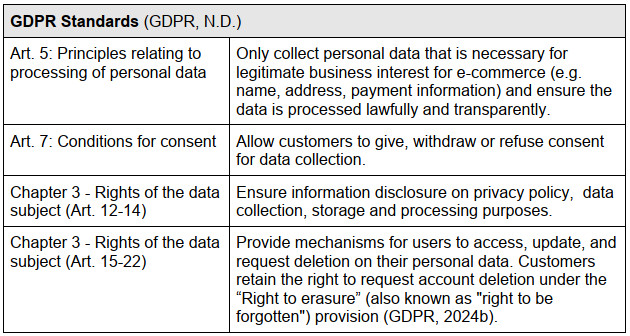 GDPR Standards (GDPR, N.D.)
Art. 5: Principles relating to
processing of personal data
Only collect personal data that is necessary for
legitimate business interest for e-commerce (e.g.
name, address, payment information) and ensure the
data is processed lawfully and transparently.
Art. 7: Conditions for consent
Allow customers to give, withdraw or refuse consent
for data collection.
Chapter 3 - Rights of the data
subject (Art. 12-14)
Ensure information disclosure on privacy policy,  data
collection, storage and processing purposes.
Chapter 3 - Rights of the data
subject (Art. 15-22)
Provide mechanisms for users to access, update, and
request deletion on their personal data. Customers
retain the right to request account deletion under the
“Right to erasure” (also known as "right to be
forgotten") provision (GDPR, 2024b).